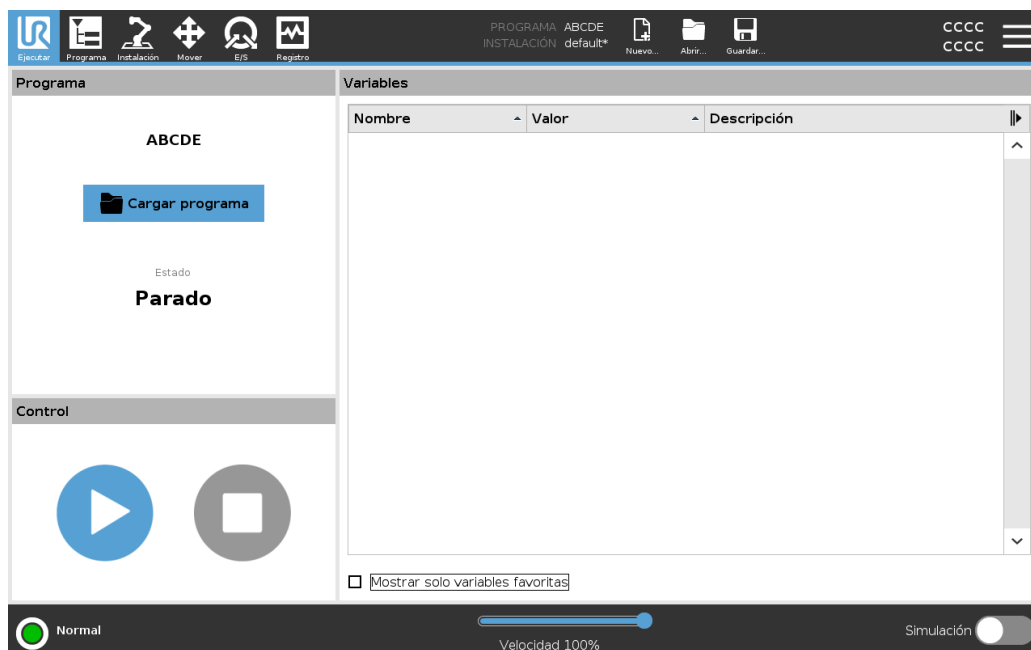 UR
Ejecutar
Programa
Instalación
Mover
E/S
Registro
PROGRAMA ABCDE
INSTALACIÓN default*
Nuevo...
Abrir...
Guardar...
CCCC
CCCC
Programa
ABCDE
Cargar programa
Estado
Parado
Control
Variables
Nombre Valor Descripción
Mostrar solo variables favoritas
Normal
Velocidad 100%
Simulación